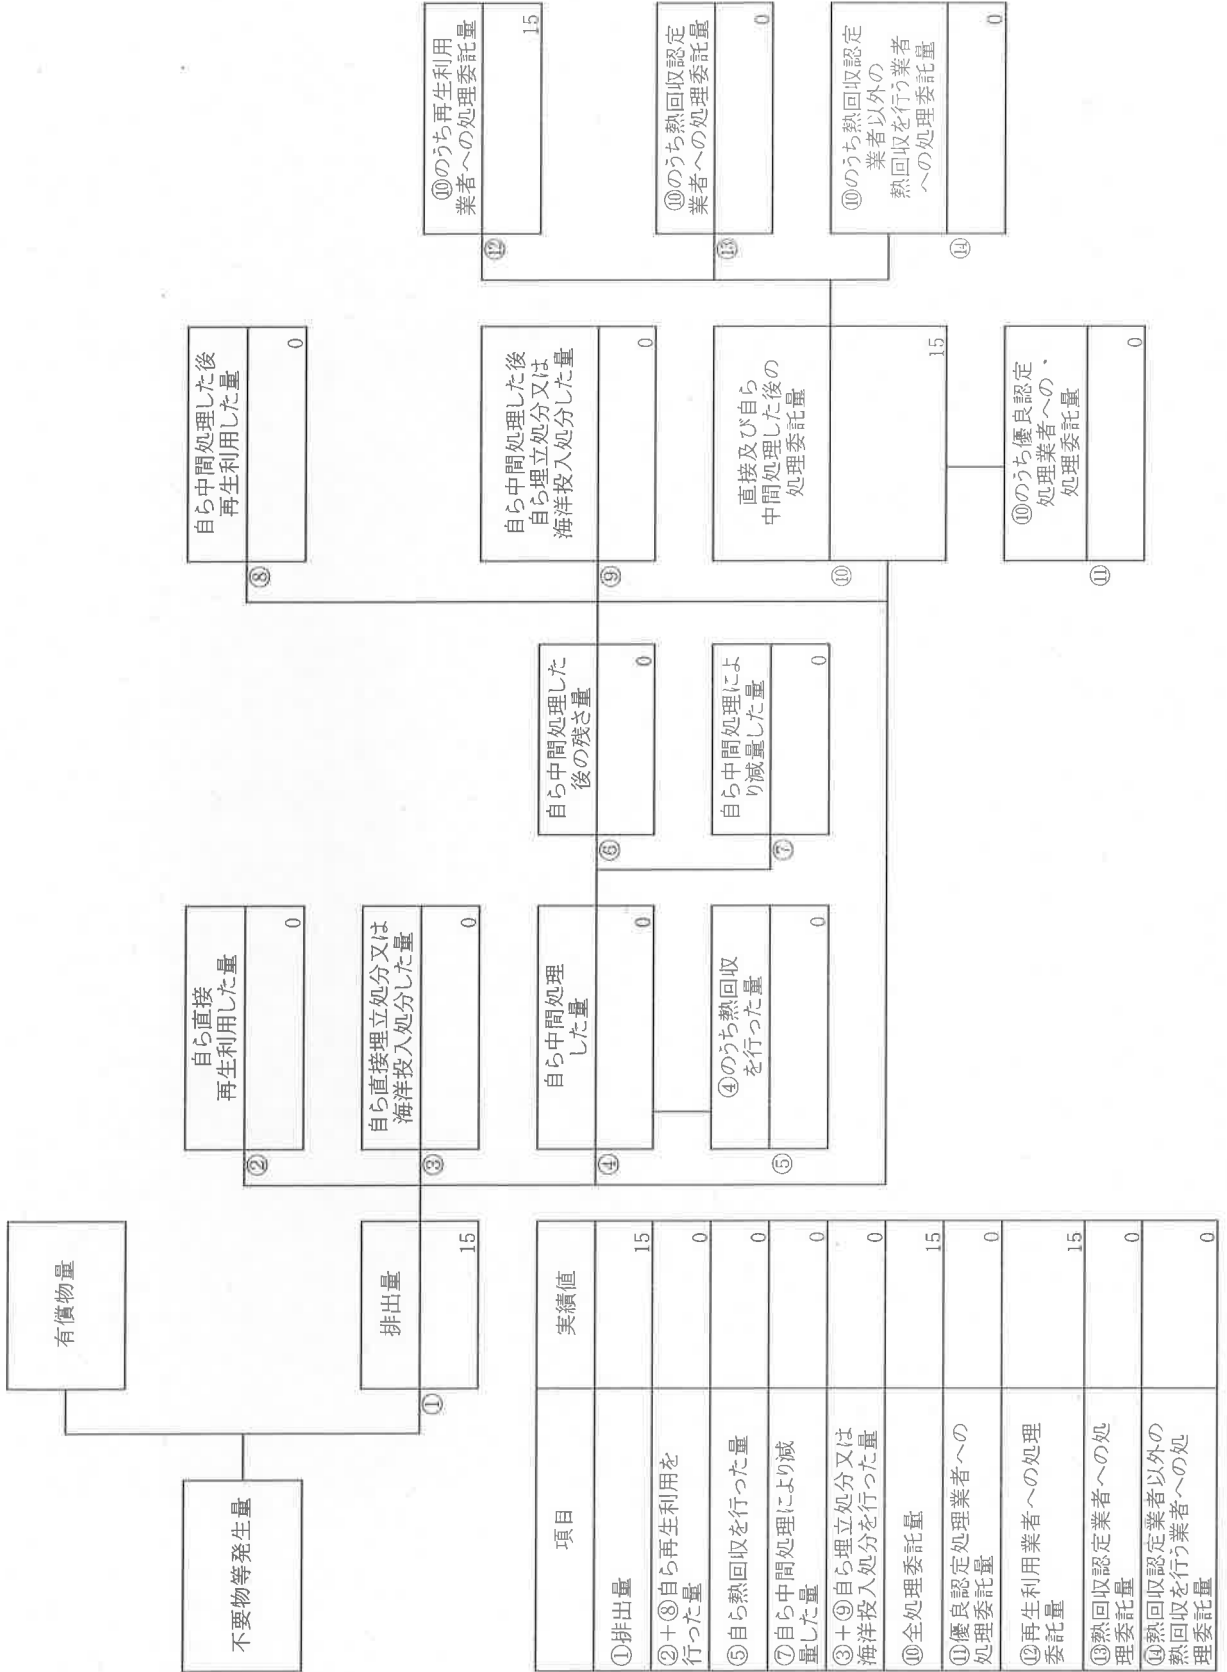 不要物等発生量
有償物量
排出量
15
①
②
自ら直接
再生利用した量
0
③
自ら直接埋立処分又は
海洋投入処分した量
0
④
自ら中間処理
した量
0
⑤
④のうち熱回収
を行った量
0
⑥
自ら中間処理した
後の残さ量
0
⑦
自ら中間処理によ
り減量した量
0
⑧
自ら中間処理した後
再生利用した量
0
⑨
自ら中間処理した後
自ら埋立処分又は
海洋投入処分した量
0
⑩
直接及び自ら
中間処理した後の
処理委託量
15
⑪
⑩のうち優良認定
処理業者への
処理委託量
0
⑫
⑩のうち再生利用
業者への処理委託量
15
⑬
⑩のうち熱回収認定
業者への処理委託量
0
⑭
⑩のうち熱回収認定
業者以外の
熱回収を行う業者
への処理委託量
0
項目 実績値
①排出量 15
②+⑧自ら再生利用を
行った量 0
⑤自ら熱回収を行った量 0
⑦自ら中間処理により減
量した量 0
③+⑨自ら埋立処分又は
海洋投入処分を行った量 0
⑩全処理委託量 15
⑪優良認定処理業者への
処理委託量 0
⑫再生利用業者への処理
委託量 15
⑬熱回収認定業者への処
理委託量 0
⑭熱回収認定業者以外の
熱回収を行う業者への処
理委託量 0